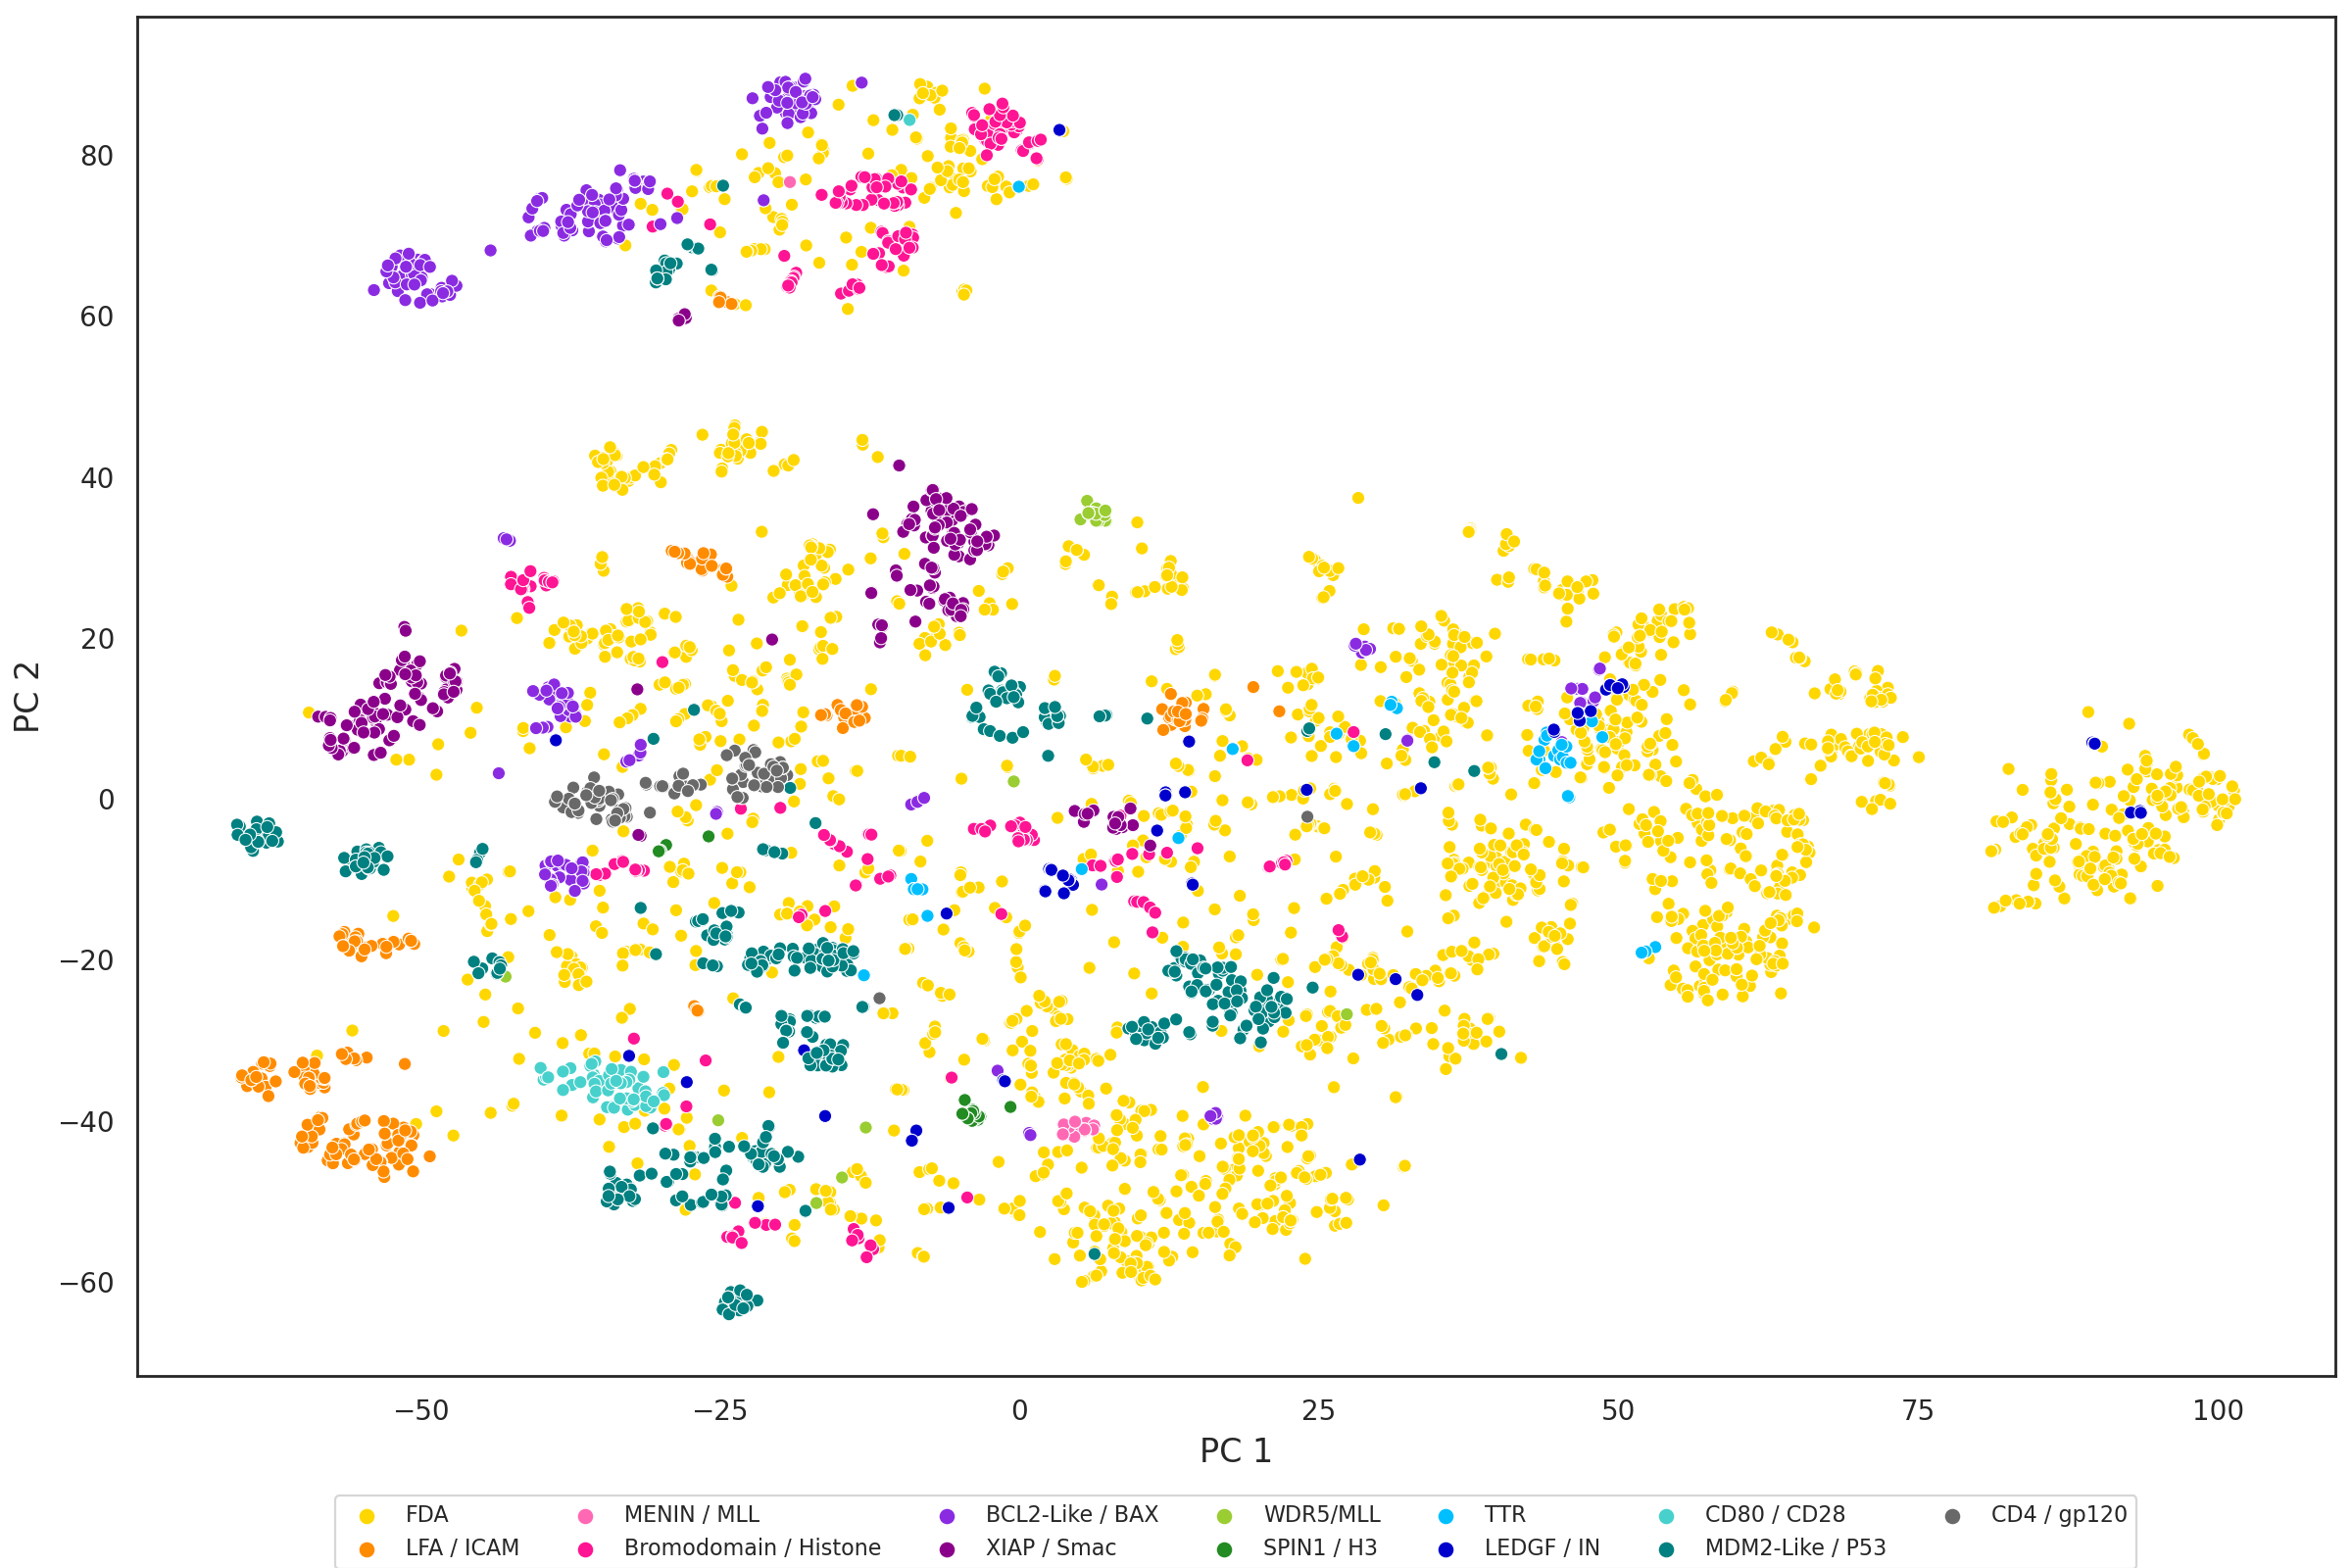 80
60
40
20
0
−20
−40
−60
PC 2
−50 −25 0 25 50 75 100
PC 1
FDA MENIN / MLL BCL2-Like / BAX WDR5/MLL TTR CD80 / CD28 CD4 / gp120
LFA / ICAM Bromodomain / Histone XIAP / Smac SPIN1 / H3 LEDGF / IN MDM2-Like / P53